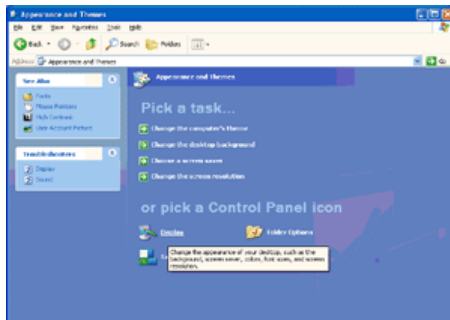 Appearance and Themes
File Edit View Favorites Tools Help
Back Search Folders
Address Appearance and Themes Go
See Also
Fonts
Mouse Pointers
High Contrast
User Account Picture
Troubleshooters
Display
Sound
Appearance and Themes
Pick a task...
Change the computer's theme
Change the desktop background
Choose a screen saver
Change the screen resolution
or pick a Control Panel icon
Display Folder Options
Change the appearance of your desktop, such as the
background, screen saver, colors, font sizes, and screen
resolution.